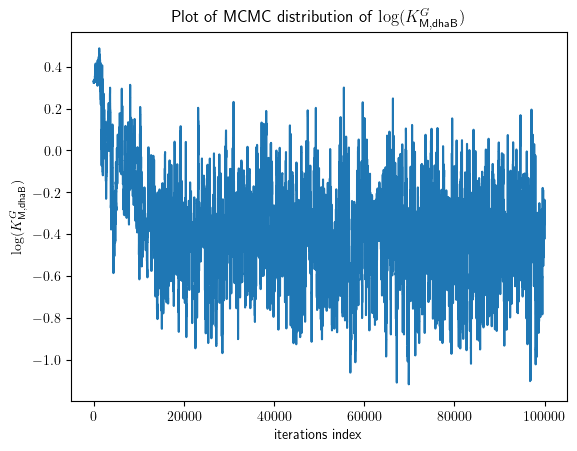 Plot of MCMC distribution of log(K^G_M,dhaB)
log(K^G_M,dhaB)
0.4
0.2
0.0
−0.2
−0.4
−0.6
−0.8
−1.0
0 20000 40000 60000 80000 100000
iterations index